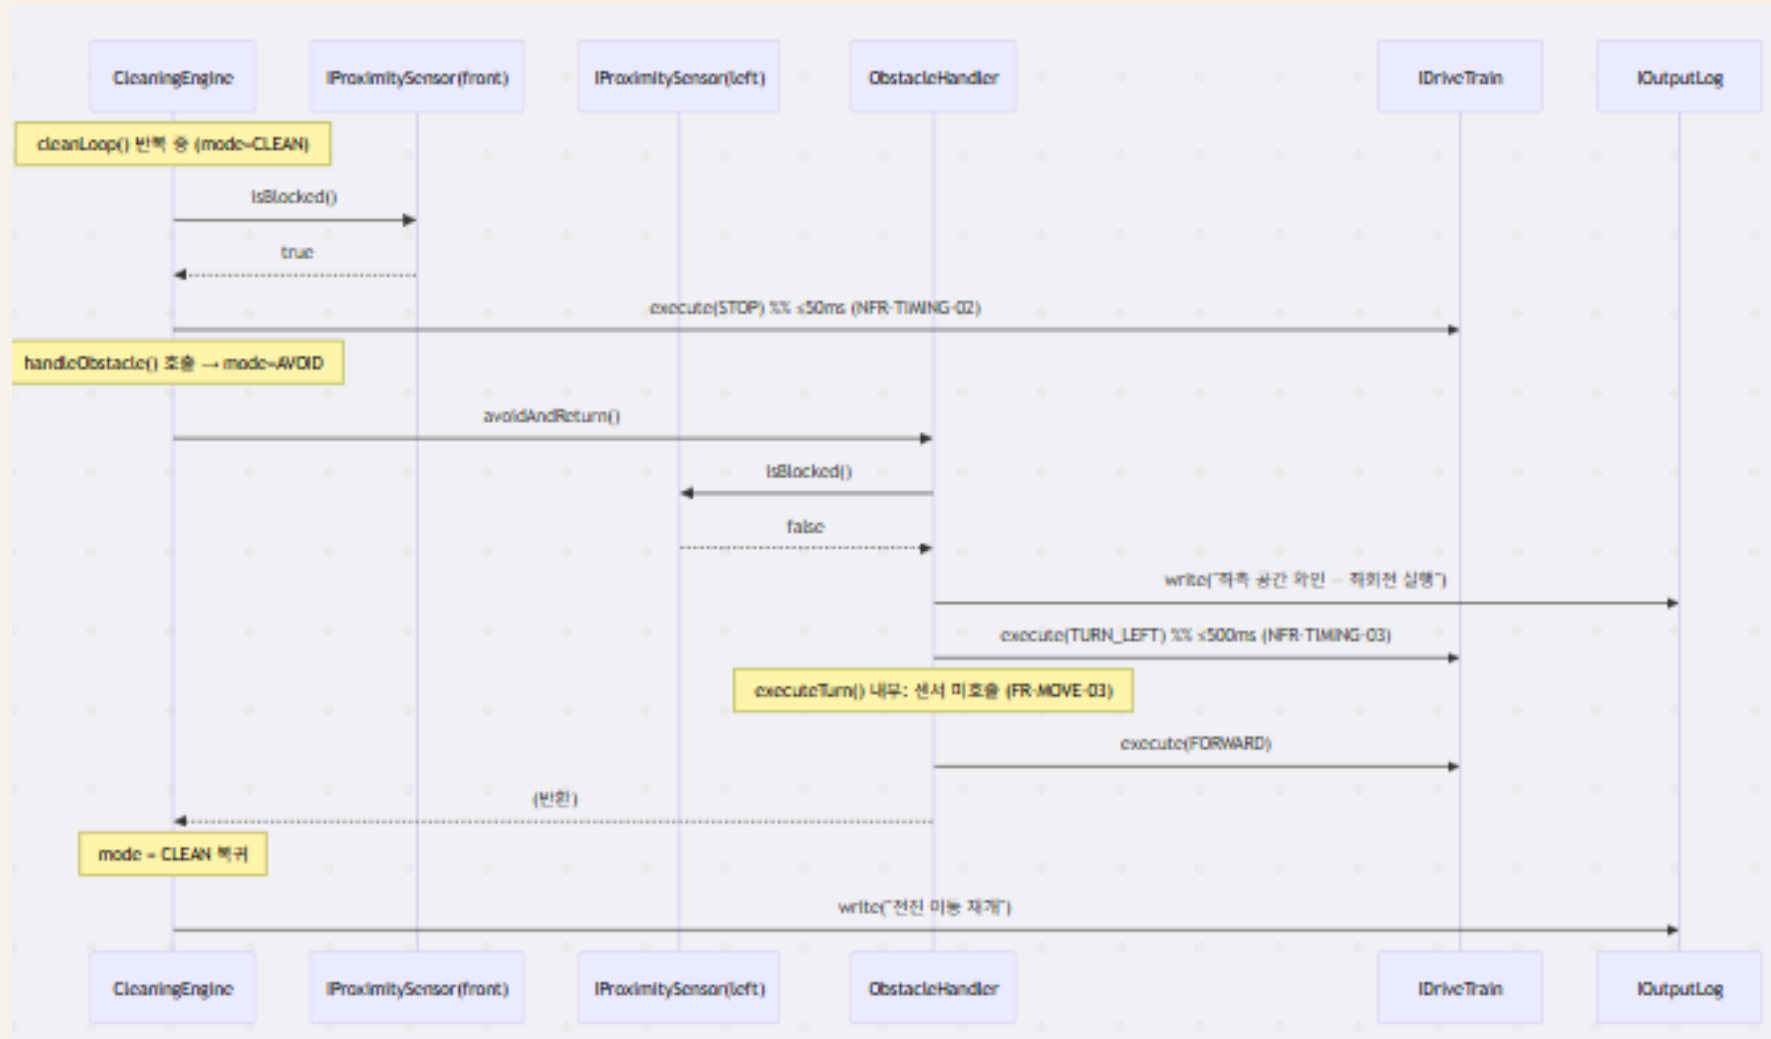 CleaningEngine
IProximitySensor(front)
IProximitySensor(left)
ObstacleHandler
IDriveTrain
IOutputLog
cleanLoop() 반복 중 (mode=CLEAN)
isBlocked()
true
execute(STOP) %% ≤50ms (NFR-TIMING-02)
handleObstacle() 호출 → mode=AVOID
avoidAndReturn()
isBlocked()
false
write("좌측 공간 확인 — 좌회전 실행")
execute(TURN_LEFT) %% ≤500ms (NFR-TIMING-03)
executeTurn() 내부: 센서 미호출 (FR-MOVE-03)
execute(FORWARD)
(반환)
mode = CLEAN 복귀
write("전진 이동 재개")
CleaningEngine
IProximitySensor(front)
IProximitySensor(left)
ObstacleHandler
IDriveTrain
IOutputLog